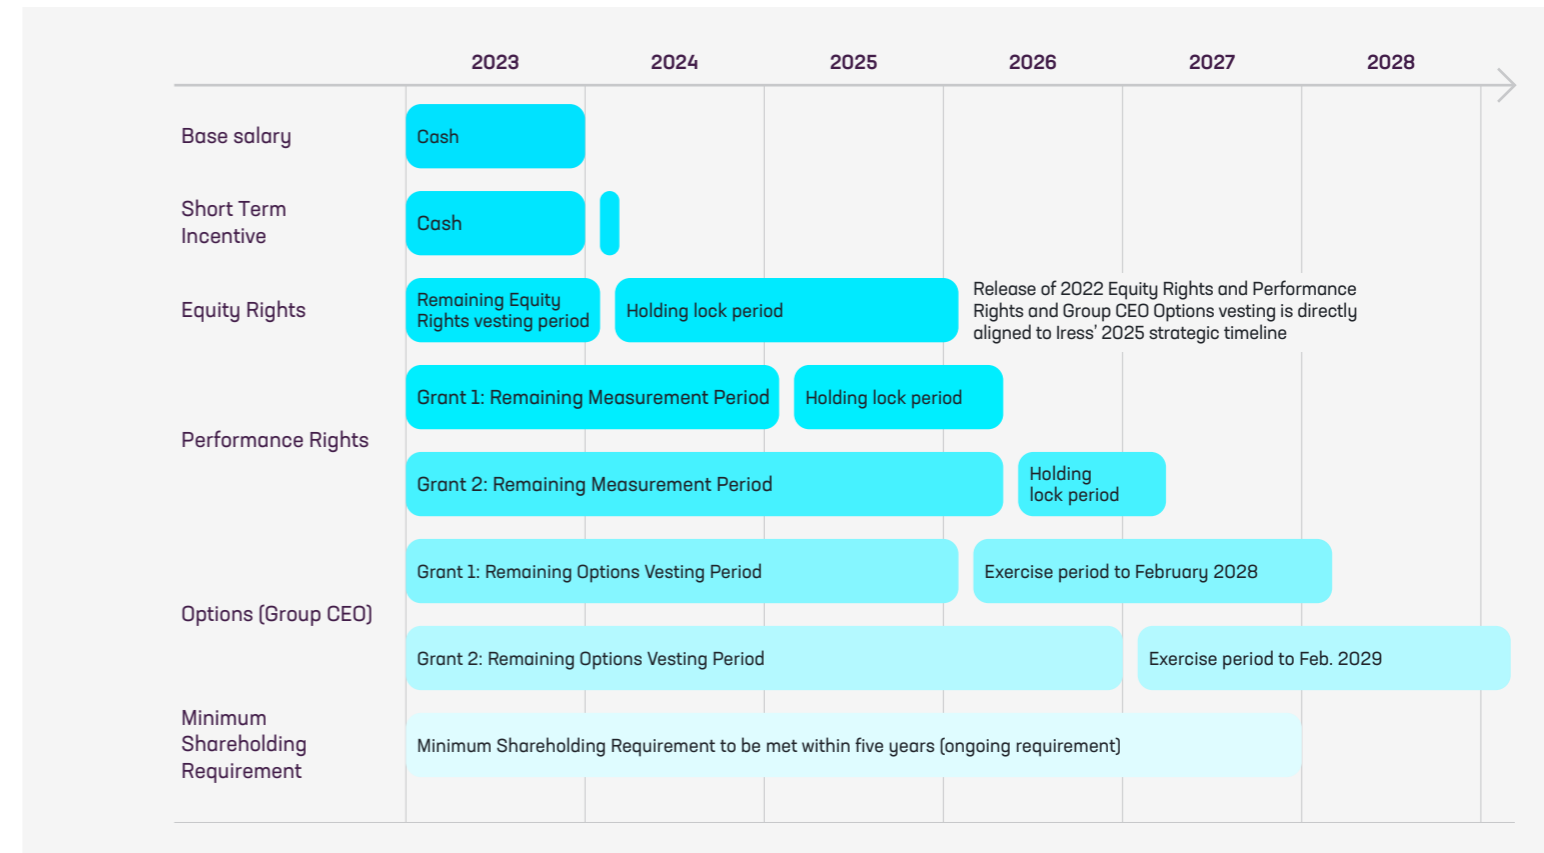 2023 2024 2025 2026 2027 2028
Base salary
Cash
Short Term
Incentive
Cash
Equity Rights
Remaining Equity
Rights vesting period
Holding lock period
Release of 2022 Equity Rights and Performance
Rights and Group CEO Options vesting is directly
aligned to Iress’ 2025 strategic timeline
Performance Rights
Grant 1: Remaining Measurement Period
Holding lock period
Grant 2: Remaining Measurement Period
Holding
lock period
Options (Group CEO)
Grant 1: Remaining Options Vesting Period
Exercise period to February 2028
Grant 2: Remaining Options Vesting Period
Exercise period to Feb. 2029
Minimum
Shareholding
Requirement
Minimum Shareholding Requirement to be met within five years (ongoing requirement)